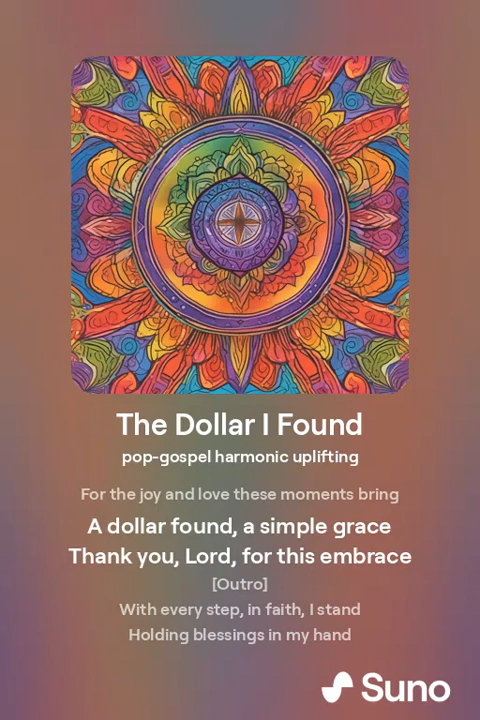 The Dollar I Found
pop-gospel harmonic uplifting
For the joy and love these moments bring
A dollar found, a simple grace
Thank you, Lord, for this embrace
[Outro]
With every step, in faith, I stand
Holding blessings in my hand
Suno